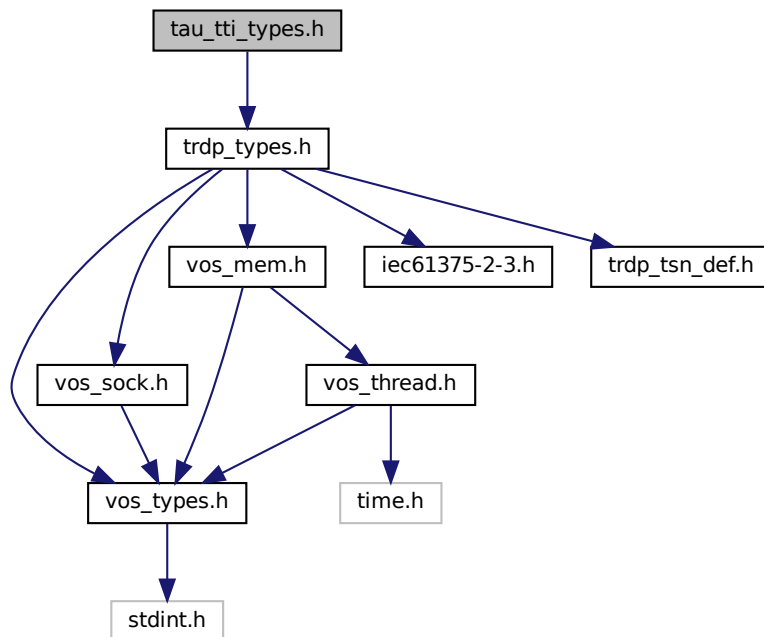 tau_tti_types.h
trdp_types.h
vos_mem.h
iec61375-2-3.h
trdp_tsn_def.h
vos_sock.h
vos_thread.h
vos_types.h
time.h
stdint.h